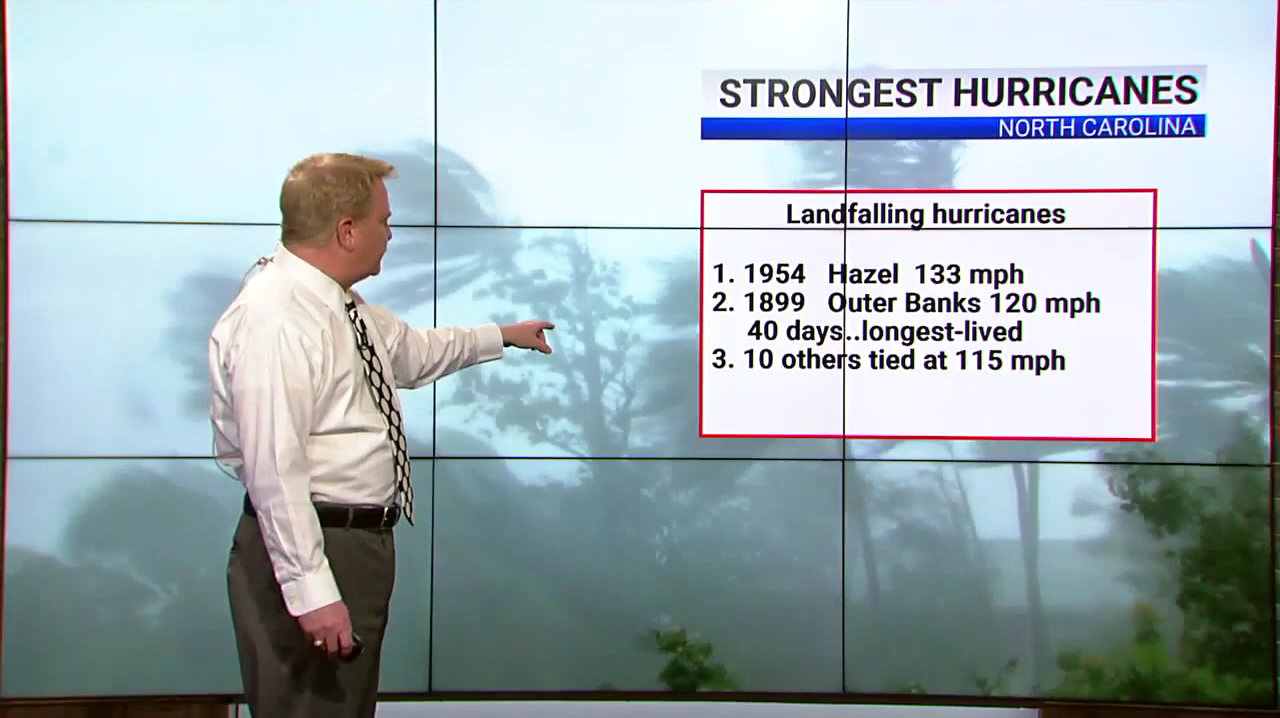 STRONGEST HURRICANES
NORTH CAROLINA
Landfalling hurricanes
1. 1954 Hazel 133 mph
2. 1899 Outer Banks 120 mph
40 days..longest-lived
3. 10 others tied at 115 mph